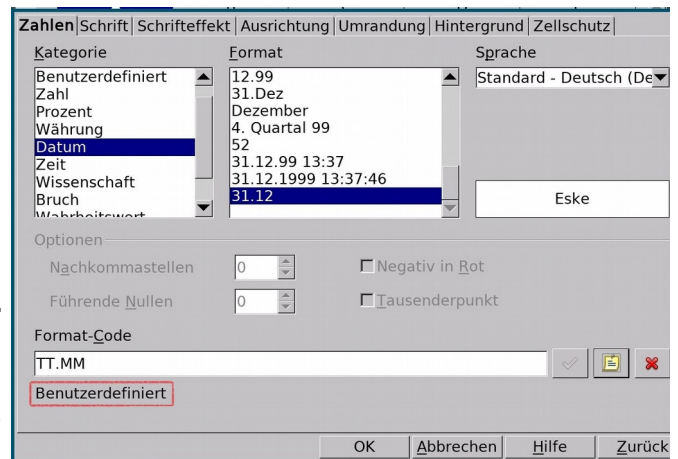 Zahlen Schrift Schrifteffekt Ausrichtung Umrandung Hintergrund Zellschutz
Kategorie Format Sprache
Benutzerdefiniert
Zahl
Prozent
Währung
Datum
Zeit
Wissenschaft
Bruch
Wahrheitswert
12.99
31.Dez
Dezember
4. Quartal 99
52
31.12.99 13:37
31.12.1999 13:37:46
31.12
Standard - Deutsch (De
Eske
Optionen
Nachkommastellen 0 Negativ in Rot
Führende Nullen 0 Tausenderpunkt
Format-Code
TT.MM
Benutzerdefiniert
OK Abbrechen Hilfe Zurück